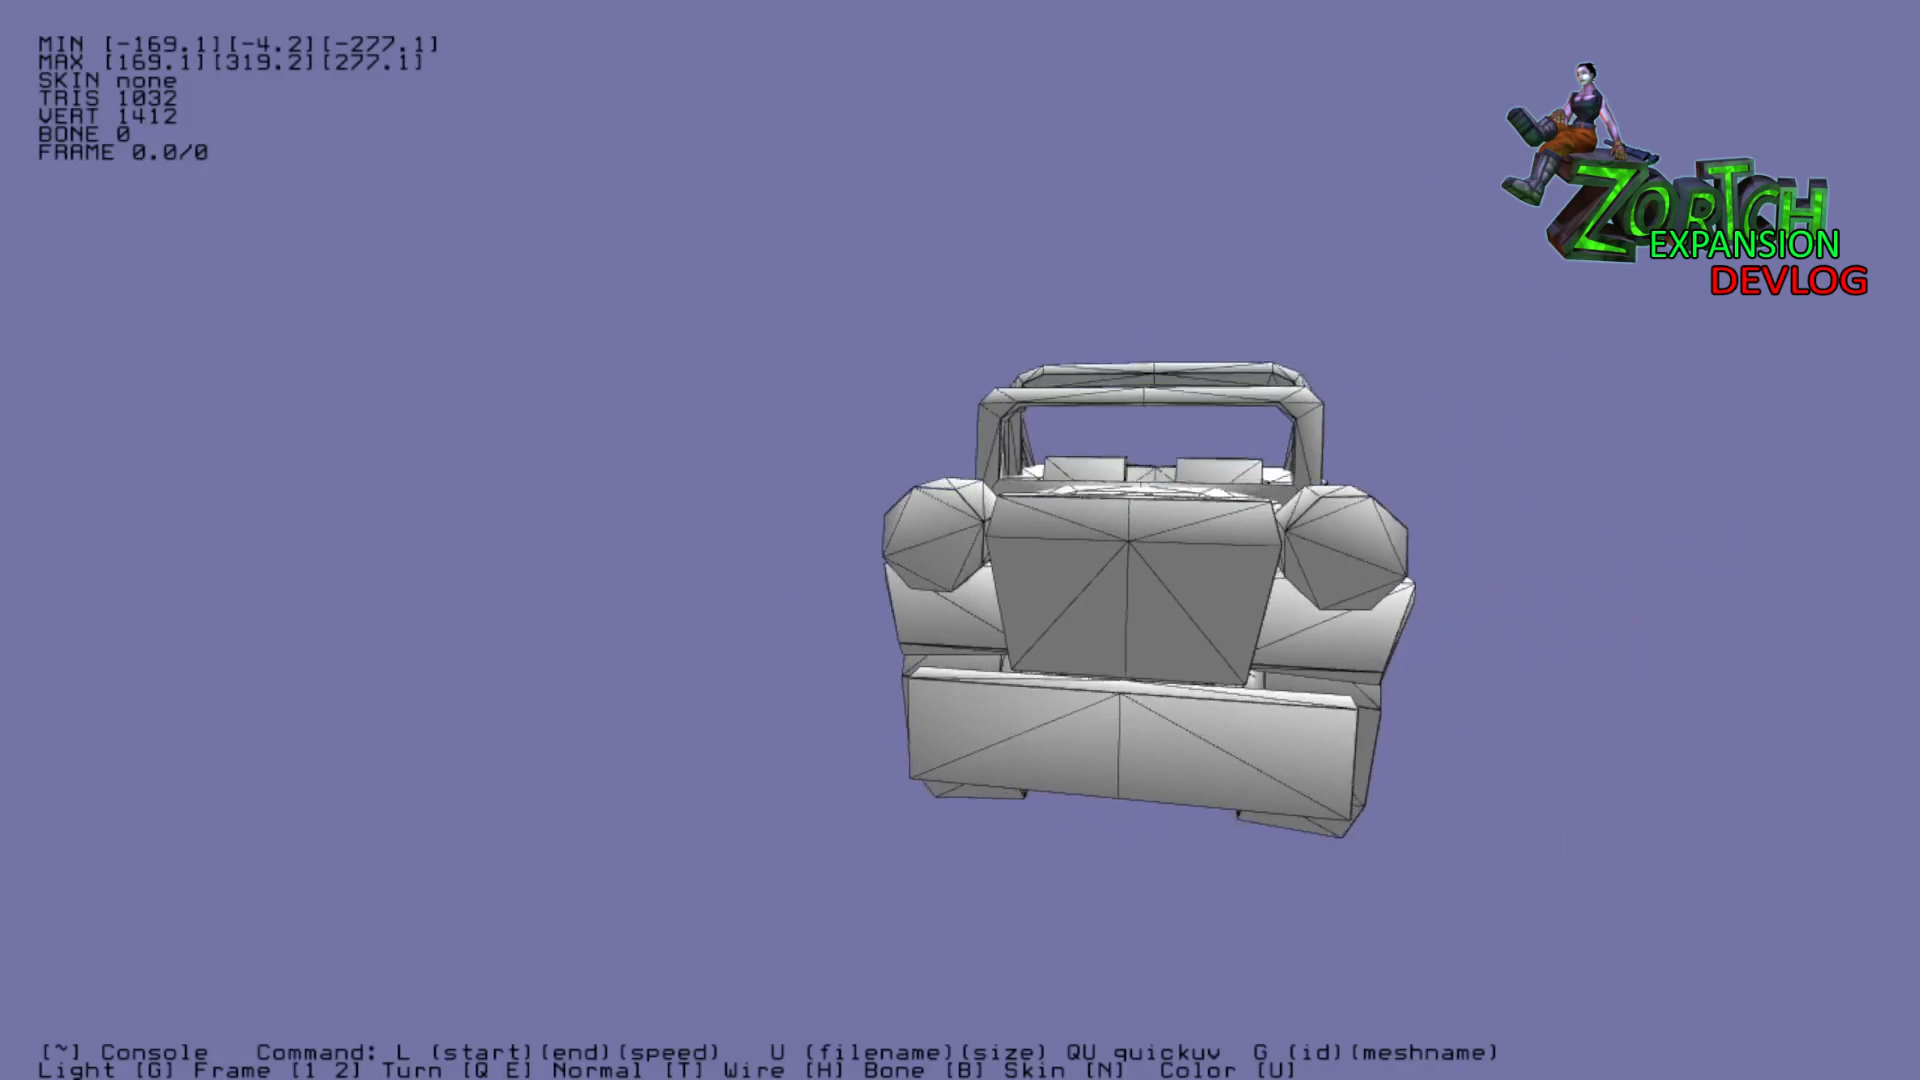 MIN [-169.1][-4.2][-277.1]
MAX [169.1][319.2][277.1]
SKIN none
TRIS 1032
VERT 1412
BONE 0
FRAME 0.0/0
ZORTCH
EXPANSION
DEVLOG
[~] Console   Command: L (start)(end)(speed)   U (filename)(size) QU quickuv  G (id)(meshname)
Light [G] Frame [1 2] Turn [Q E] Normal [T] Wire [H] Bone [B] Skin [N]  Color [U]